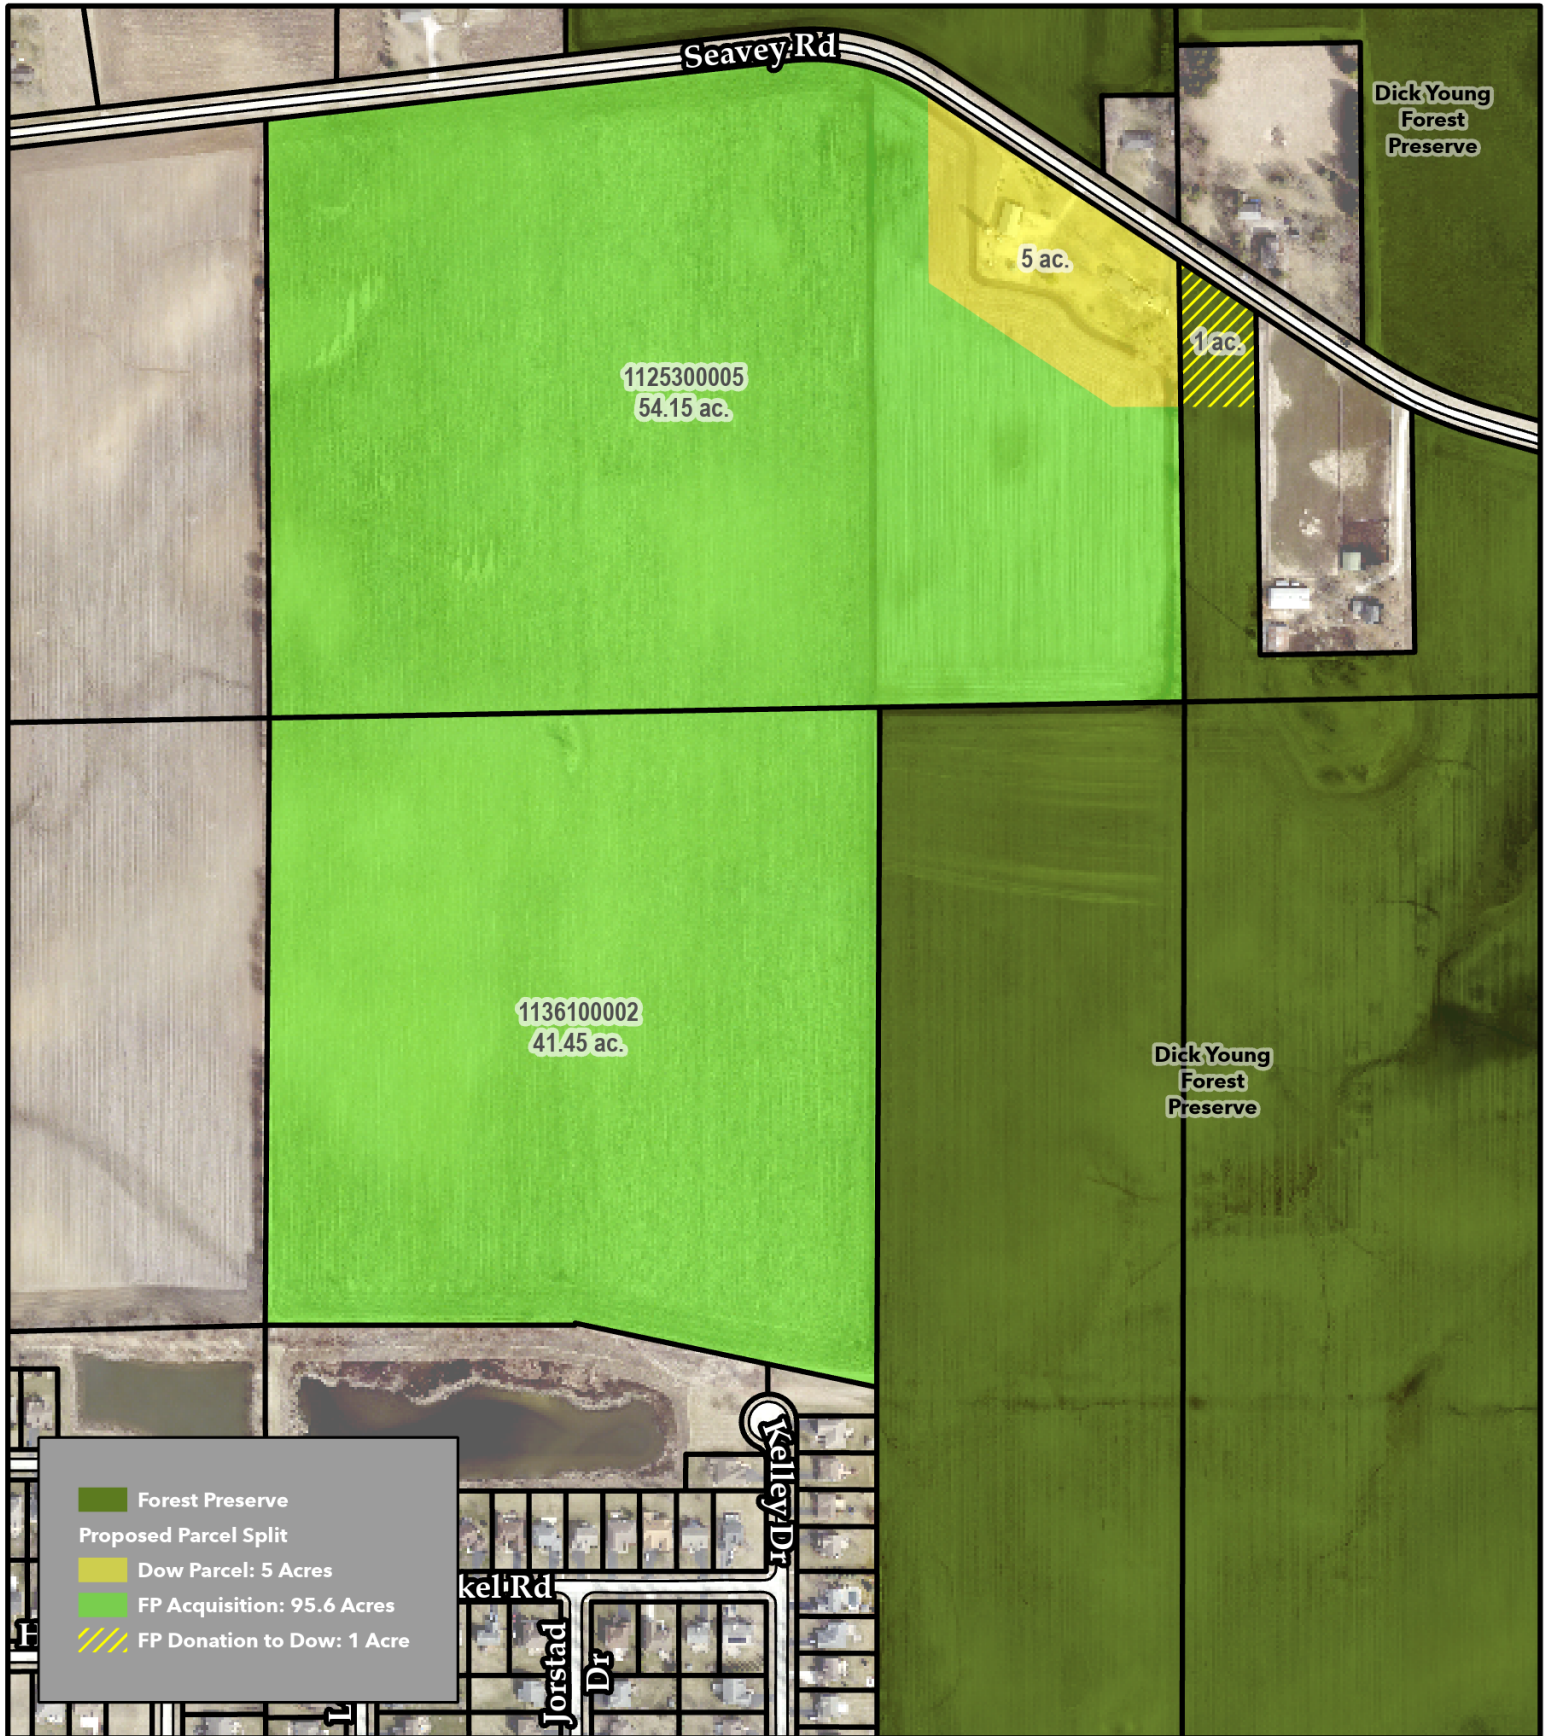 Seavey Rd
Dick Young
Forest
Preserve
5 ac.
1 ac.
1125300005
54.15 ac.
1136100002
41.45 ac.
Dick Young
Forest
Preserve
Kelley Dr
kel Rd
Jorstad
Dr
H
L
Forest Preserve
Proposed Parcel Split
Dow Parcel: 5 Acres
FP Acquisition: 95.6 Acres
FP Donation to Dow: 1 Acre